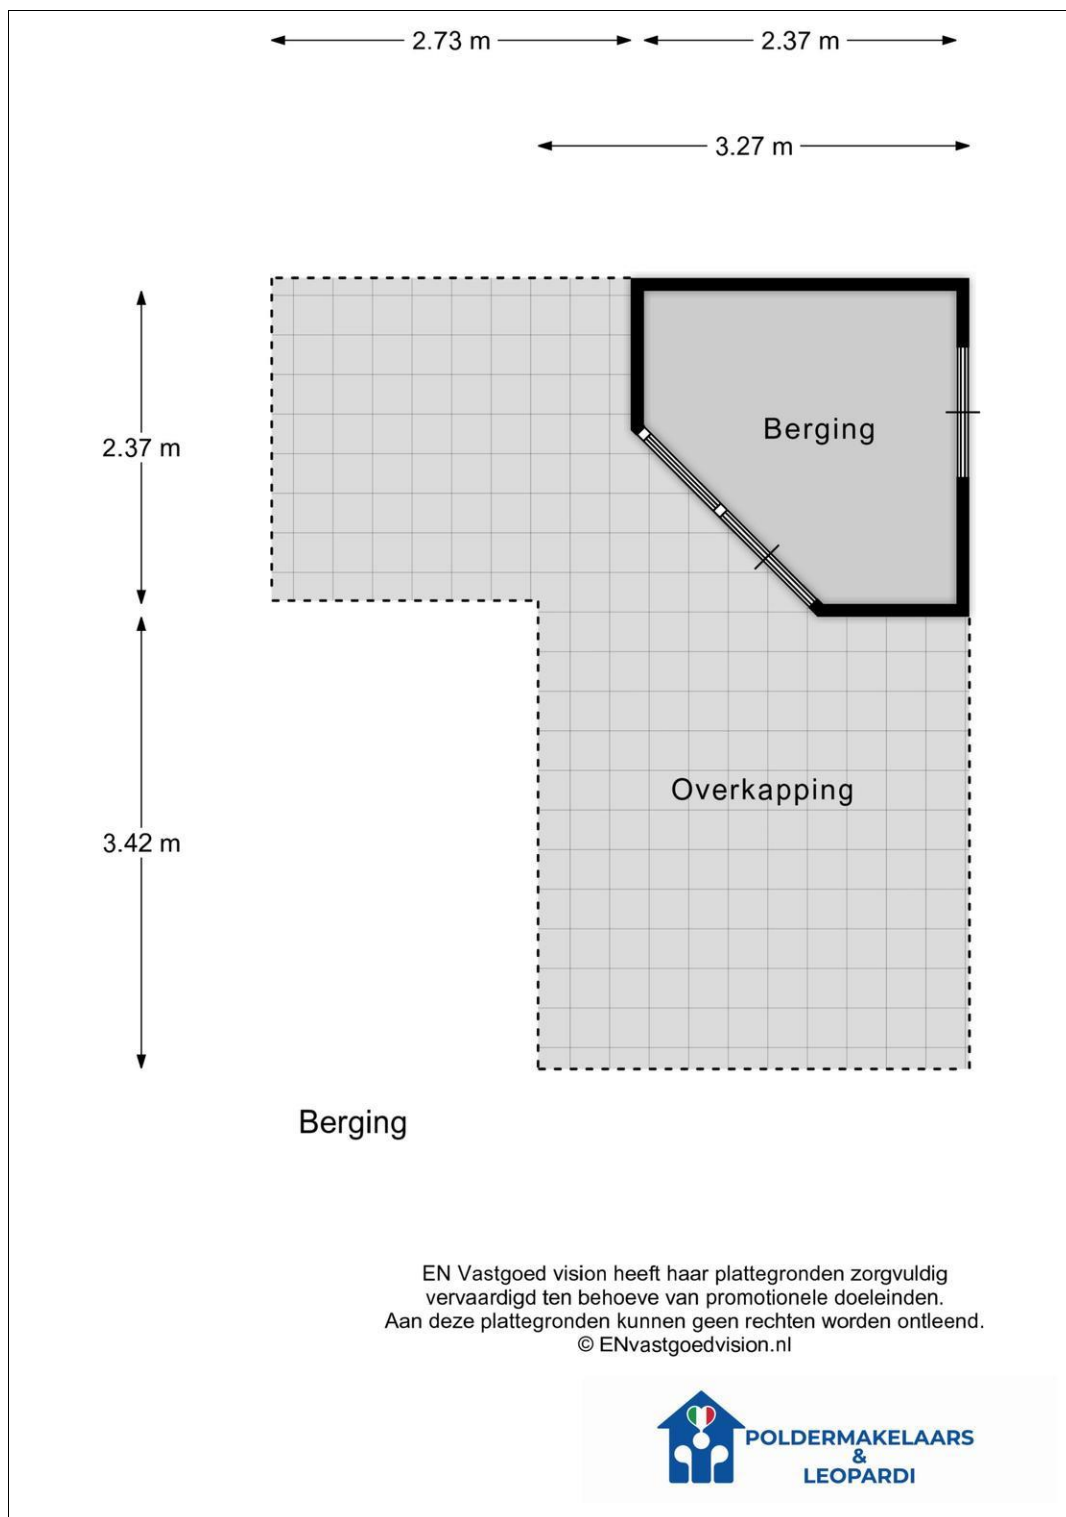 2.73 m
2.37 m
3.27 m
2.37 m
Berging
Overkapping
3.42 m
Berging
EN Vastgoed vision heeft haar plattegronden zorgvuldig
vervaardigd ten behoeve van promotionele doeleinden.
Aan deze plattegronden kunnen geen rechten worden ontleend.
© ENvastgoedvision.nl
POLDERMAKELAARS
&
LEOPARDI